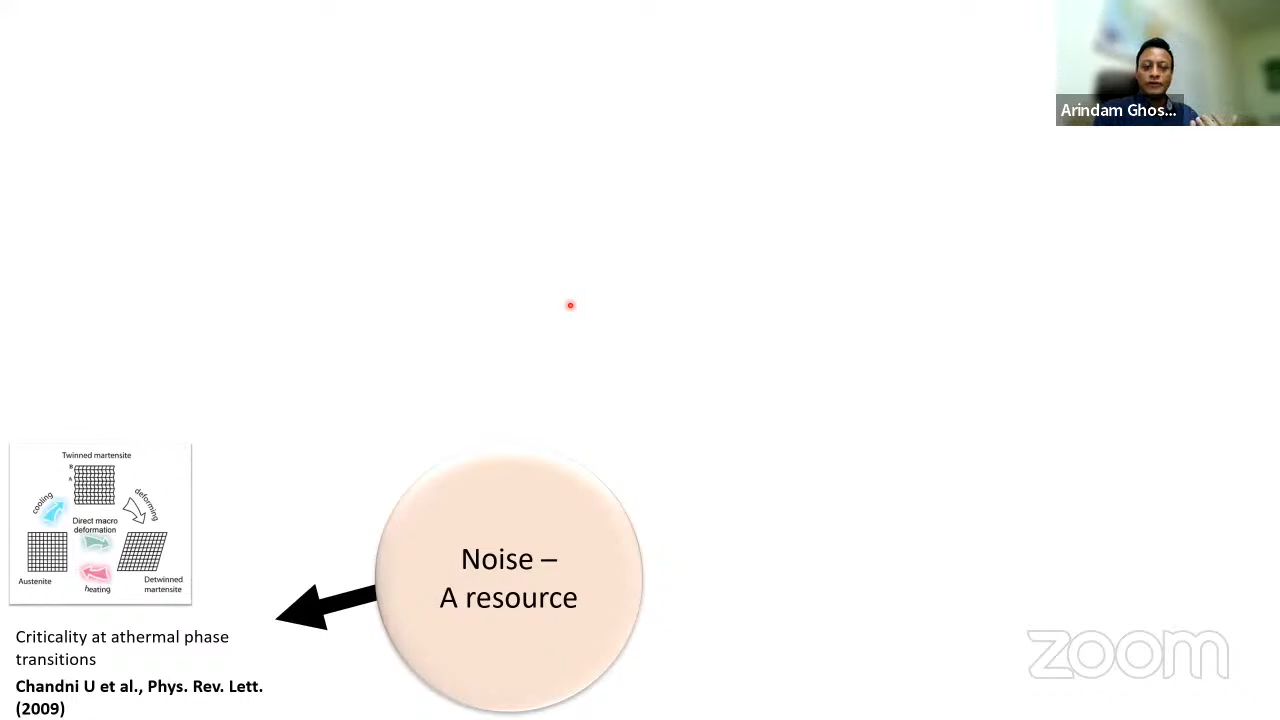 Arindam Ghos...
Twinned martensite
B
A
cooling
deforming
Direct macro
deformation
Austenite
heating
Detwinned
martensite
Noise –
A resource
Criticality at athermal phase
transitions
Chandni U et al., Phys. Rev. Lett.
(2009)
zoom